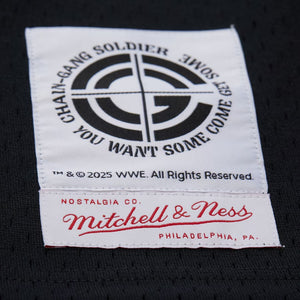 CHAIN-GANG SOLDIER
YOU WANT SOME COME GET SOME
CG
™ & © 2025 WWE. All Rights Reserved.
NOSTALGIA CO.
Mitchell & Ness
PHILADELPHIA, PA.